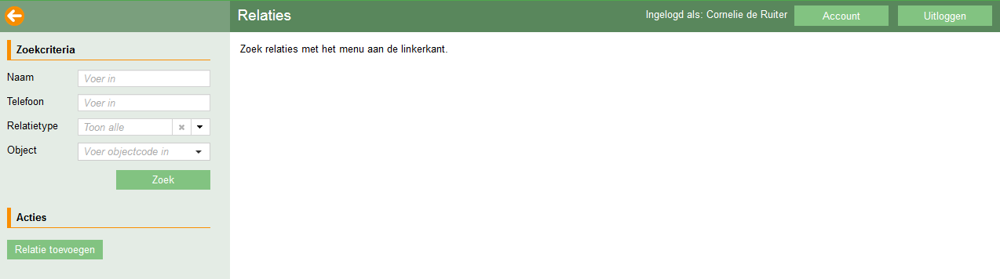 Relaties
Ingelogd als: Cornelie de Ruiter
Account
Uitloggen
Zoekcriteria
Naam
Voer in
Telefoon
Voer in
Relatietype
Toon alle
Object
Voer objectcode in
Zoek
Acties
Relatie toevoegen
Zoek relaties met het menu aan de linkerkant.